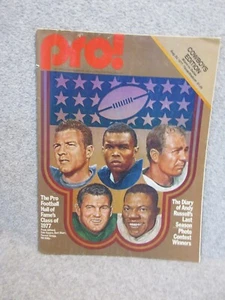 pro!
COWBOYS
EDITION
The Pro
Football
Hall of
Fame's
Class of
1977
The Diary
of Andy
Russell's
Last
Season
Photo
Contest
Winners